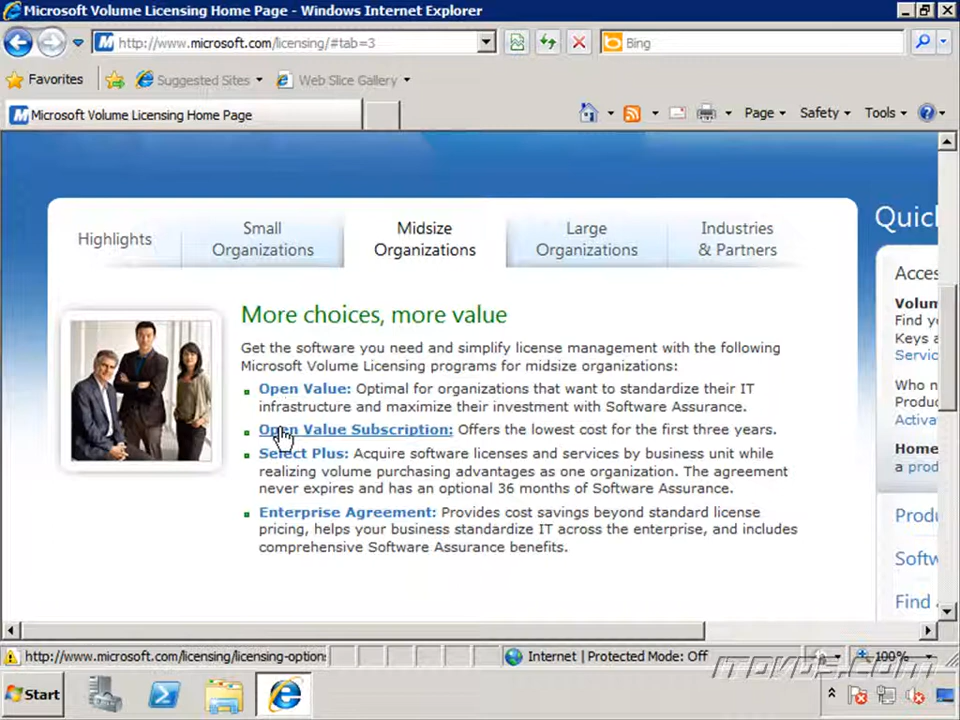 Microsoft Volume Licensing Home Page - Windows Internet Explorer
http://www.microsoft.com/licensing/#tab=3
Bing
Favorites
Suggested Sites
Web Slice Gallery
Microsoft Volume Licensing Home Page
Page
Safety
Tools
Highlights
Small Organizations
Midsize Organizations
Large Organizations
Industries & Partners
Quic
More choices, more value
Get the software you need and simplify license management with the following
Microsoft Volume Licensing programs for midsize organizations:
Open Value: Optimal for organizations that want to standardize their IT
infrastructure and maximize their investment with Software Assurance.
Open Value Subscription: Offers the lowest cost for the first three years.
Select Plus: Acquire software licenses and services by business unit while
realizing volume purchasing advantages as one organization. The agreement
never expires and has an optional 36 months of Software Assurance.
Enterprise Agreement: Provides cost savings beyond standard license
pricing, helps your business standardize IT across the enterprise, and includes
comprehensive Software Assurance benefits.
Acces
Volum
Find y
Keys a
Servic
Who n
Produc
Activa
Home
a prod
Produ
Softw
Find
http://www.microsoft.com/licensing/licensing-options
Internet | Protected Mode: Off
100%
ITDVDS.COM
Start